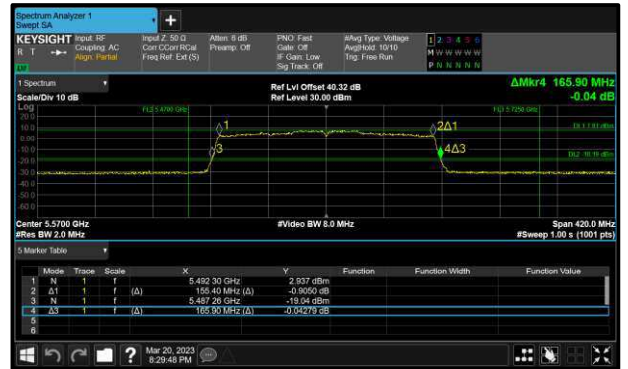 Spectrum Analyzer 1
Swept SA
+
KEYSIGHT Input: RF Input Z: 50 Ω Atten: 6 dB PNO: Fast #Avg Type: Voltage 1 2 3 4 5 6
R T Coupling: AC Corr CCorr RCal Preamp: Off Gate: Off Avg|Hold: 10/10 M W W W W W
Align: Partial Freq Ref: Ext (S) IF Gain: Low Trig: Free Run
Sig Track: Off P N N N N N
1 Spectrum Ref Lvl Offset 40.32 dB ΔMkr4 165.90 MHz
Scale/Div 10 dB Ref Level 30.00 dBm -0.04 dB
Log
20.0
10.0
0.00
-10.0
-20.0
-30.0
-40.0
-50.0
-60.0
1
2Δ1
3
4Δ3
Center 5.5700 GHz #Video BW 8.0 MHz Span 420.0 MHz
#Res BW 2.0 MHz #Sweep 1.00 s (1001 pts)
5 Marker Table
Mode Trace Scale X Y Function Function Width Function Value
1 N 1 f 5.492 30 GHz 2.937 dBm
2 Δ1 1 f (Δ) 155.40 MHz (Δ) -0.9050 dB
3 N 1 f 5.487 26 GHz -19.04 dBm
4 Δ3 1 f (Δ) 165.90 MHz (Δ) -0.04279 dB
5
6
? Mar 20, 2023
8:29:48 PM